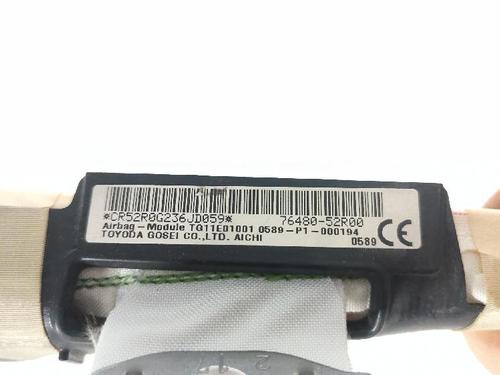 *CR52R0G236JD059* 76480-52R00
Airbag-Module TG11E01001 0589-P1-000194
TOYODA GOSEI CO.,LTD. AICHI 0589 CE